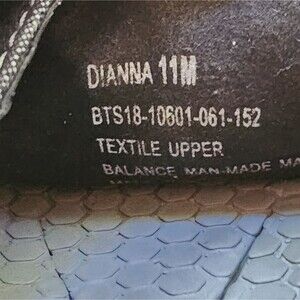 DIANNA 11M
BTS18-10601-061-152
TEXTILE UPPER
BALANCE MAN-MADE